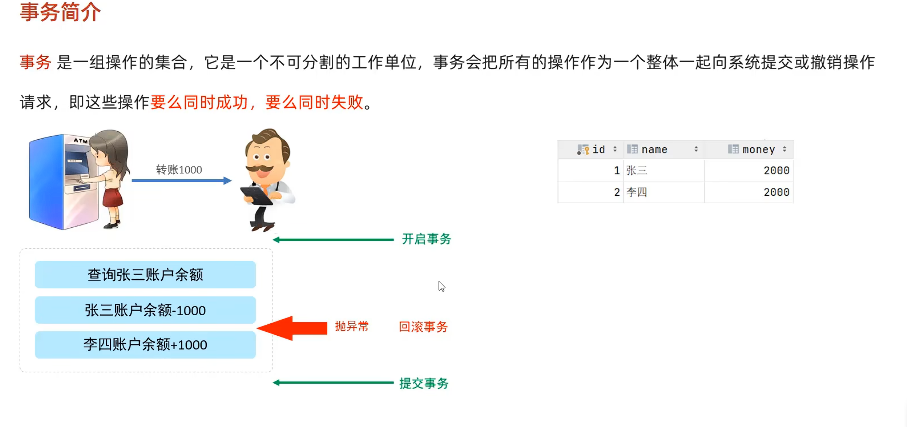 事务简介
事务 是一组操作的集合，它是一个不可分割的工作单位，事务会把所有的操作作为一个整体一起向系统提交或撤销操作
请求，即这些操作要么同时成功，要么同时失败。
ATM
转账1000
id name money
1 张三 2000
2 李四 2000
开启事务
查询张三账户余额
张三账户余额-1000
抛异常 回滚事务
李四账户余额+1000
提交事务